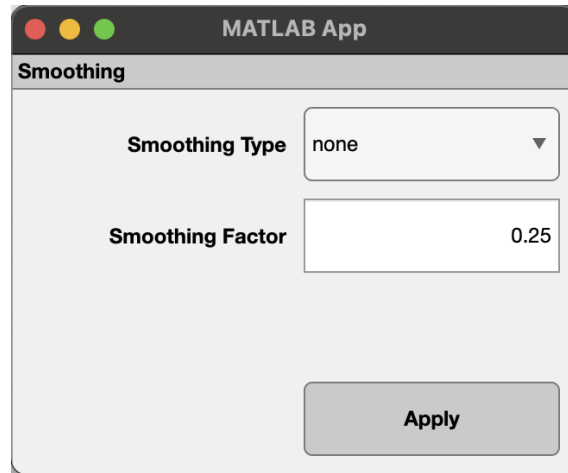 MATLAB App
Smoothing
Smoothing Type none
Smoothing Factor 0.25
Apply